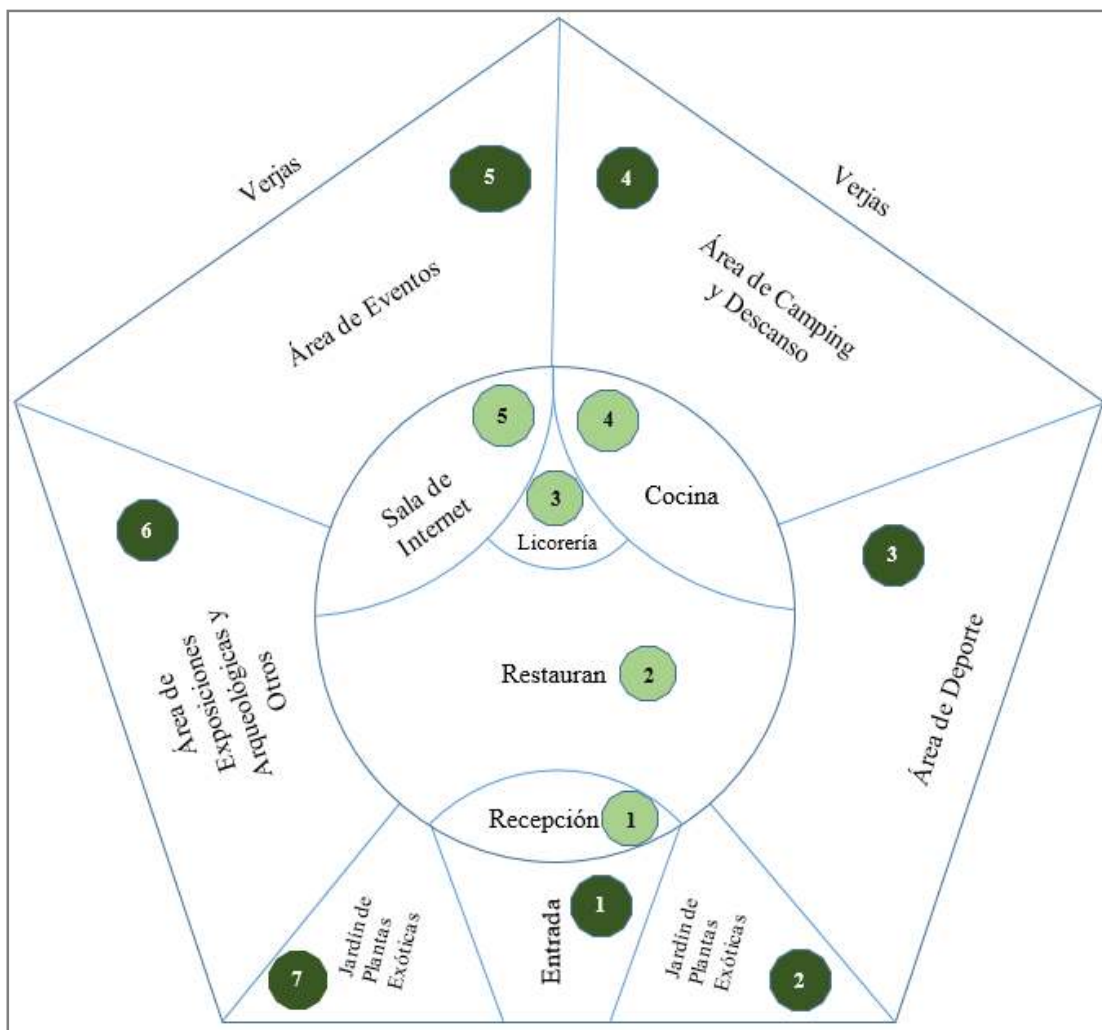 Verjas
Verjas
5
4
Área de Eventos
Área de Camping
y Descanso
5
4
Sala de
Internet
3
Licorería
Cocina
6
3
Área de
Exposiciones
Arqueológicas y
Otros
Restauran
2
Área de Deporte
Recepción
1
Jardín de
Plantas
Exóticas
7
Entrada
1
Jardín de
Plantas
Exóticas
2